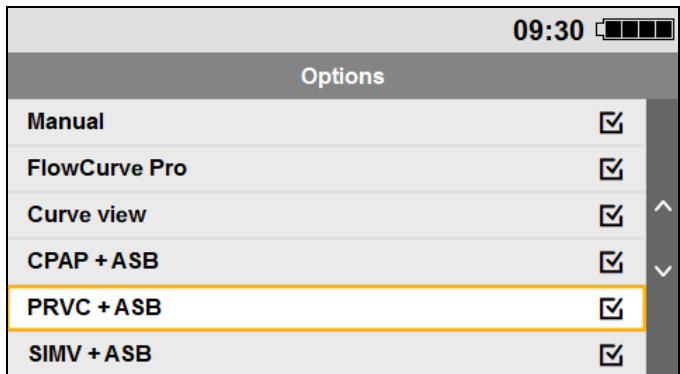 09:30
Options
Manual
FlowCurve Pro
Curve view
CPAP + ASB
PRVC + ASB
SIMV + ASB